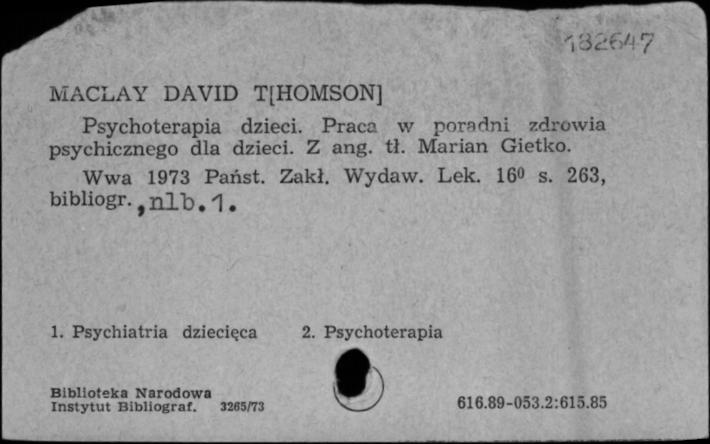 182647
MACLAY DAVID T[HOMSON]
Psychoterapia dzieci. Praca w poradni zdrowia
psychicznego dla dzieci. Z ang. tł. Marian Gietko.
Wwa 1973 Państ. Zakł. Wydaw. Lek. 16⁰ s. 263,
bibliogr., nlb.1.
1. Psychiatria dziecięca 2. Psychoterapia
Biblioteka Narodowa
Instytut Bibliograf. 3265/73 616.89-053.2:615.85